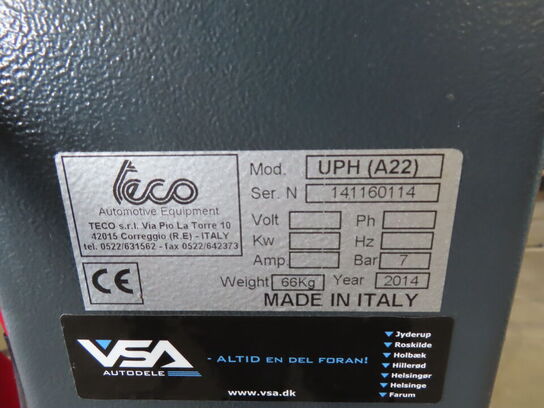 Teco
Automotive Equipment
TECO s.r.l. Via Pio La Torre 10
42015 Correggio (R.E) - ITALY
tel. 0522/631562 - fax 0522/642373
CE
Mod. UPH (A22)
Ser. N 141160114
Volt Ph
Kw Hz
Amp Bar 7
Weight 66Kg Year 2014
MADE IN ITALY
VSA
AUTODELE
- ALTID EN DEL FORAN!
www.vsa.dk
Jyderup
Roskilde
Holbæk
Hillerød
Helsingør
Helsinge
Farum